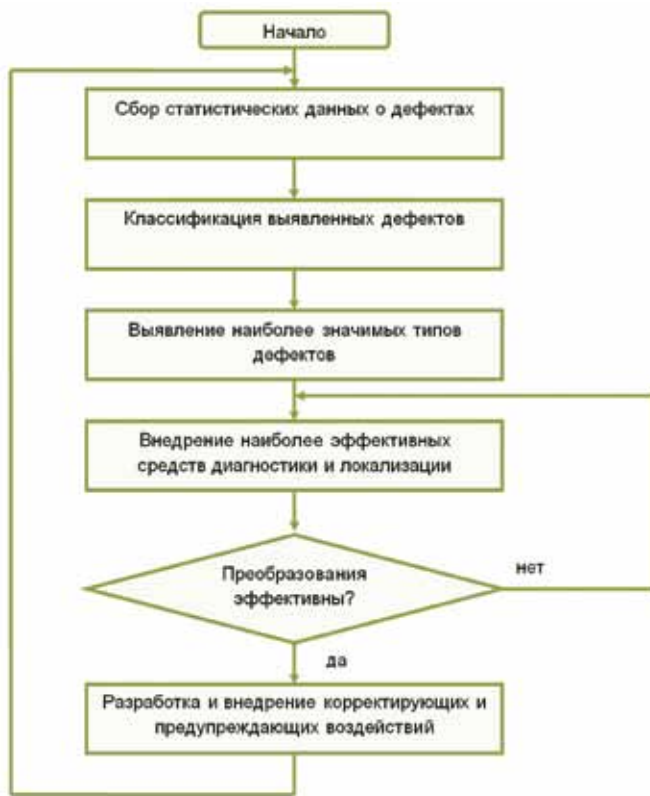 Начало
Сбор статистических данных о дефектах
Классификация выявленных дефектов
Выявление наиболее значимых типов
дефектов
Внедрение наиболее эффективных
средств диагностики и локализации
Преобразования
эффективны?
нет
да
Разработка и внедрение корректирующих и
предупреждающих воздействий